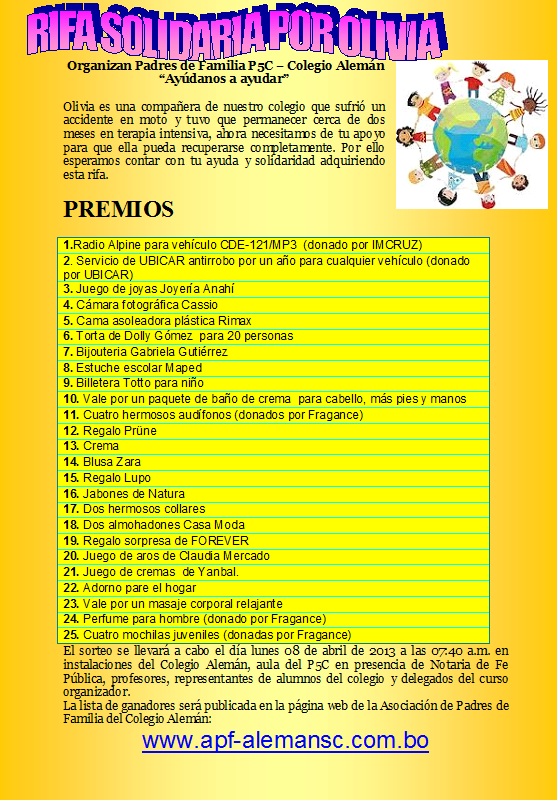 RIFA SOLIDARIA POR OLIVIA
Organizan Padres de Familia P5C – Colegio Alemán
“Ayúdanos a ayudar”
Olivia es una compañera de nuestro colegio que sufrió un
accidente en moto y tuvo que permanecer cerca de dos
meses en terapia intensiva, ahora necesitamos de tu apoyo
para que ella pueda recuperarse completamente. Por ello
esperamos contar con tu ayuda y solidaridad adquiriendo
esta rifa.
PREMIOS
1.Radio Alpine para vehículo CDE-121/MP3 (donado por IMCRUZ)
2. Servicio de UBICAR antirrobo por un año para cualquier vehículo (donado
por UBICAR)
3. Juego de joyas Joyería Anahí
4. Cámara fotográfica Cassio
5. Cama asoleadora plástica Rimax
6. Torta de Dolly Gómez para 20 personas
7. Bijouteria Gabriela Gutiérrez
8. Estuche escolar Maped
9. Billetera Totto para niño
10. Vale por un paquete de baño de crema para cabello, más pies y manos
11. Cuatro hermosos audífonos (donados por Fragance)
12. Regalo Prüne
13. Crema
14. Blusa Zara
15. Regalo Lupo
16. Jabones de Natura
17. Dos hermosos collares
18. Dos almohadones Casa Moda
19. Regalo sorpresa de FOREVER
20. Juego de aros de Claudia Mercado
21. Juego de cremas de Yanbal.
22. Adorno pare el hogar
23. Vale por un masaje corporal relajante
24. Perfume para hombre (donado por Fragance)
25. Cuatro mochilas juveniles (donadas por Fragance)
El sorteo se llevará a cabo el día lunes 08 de abril de 2013 a las 07:40 a.m. en
instalaciones del Colegio Alemán, aula del P5C en presencia de Notaria de Fe
Pública, profesores, representantes de alumnos del colegio y delegados del curso
organizador.
La lista de ganadores será publicada en la página web de la Asociación de Padres de
Familia del Colegio Alemán:
www.apf-alemansc.com.bo